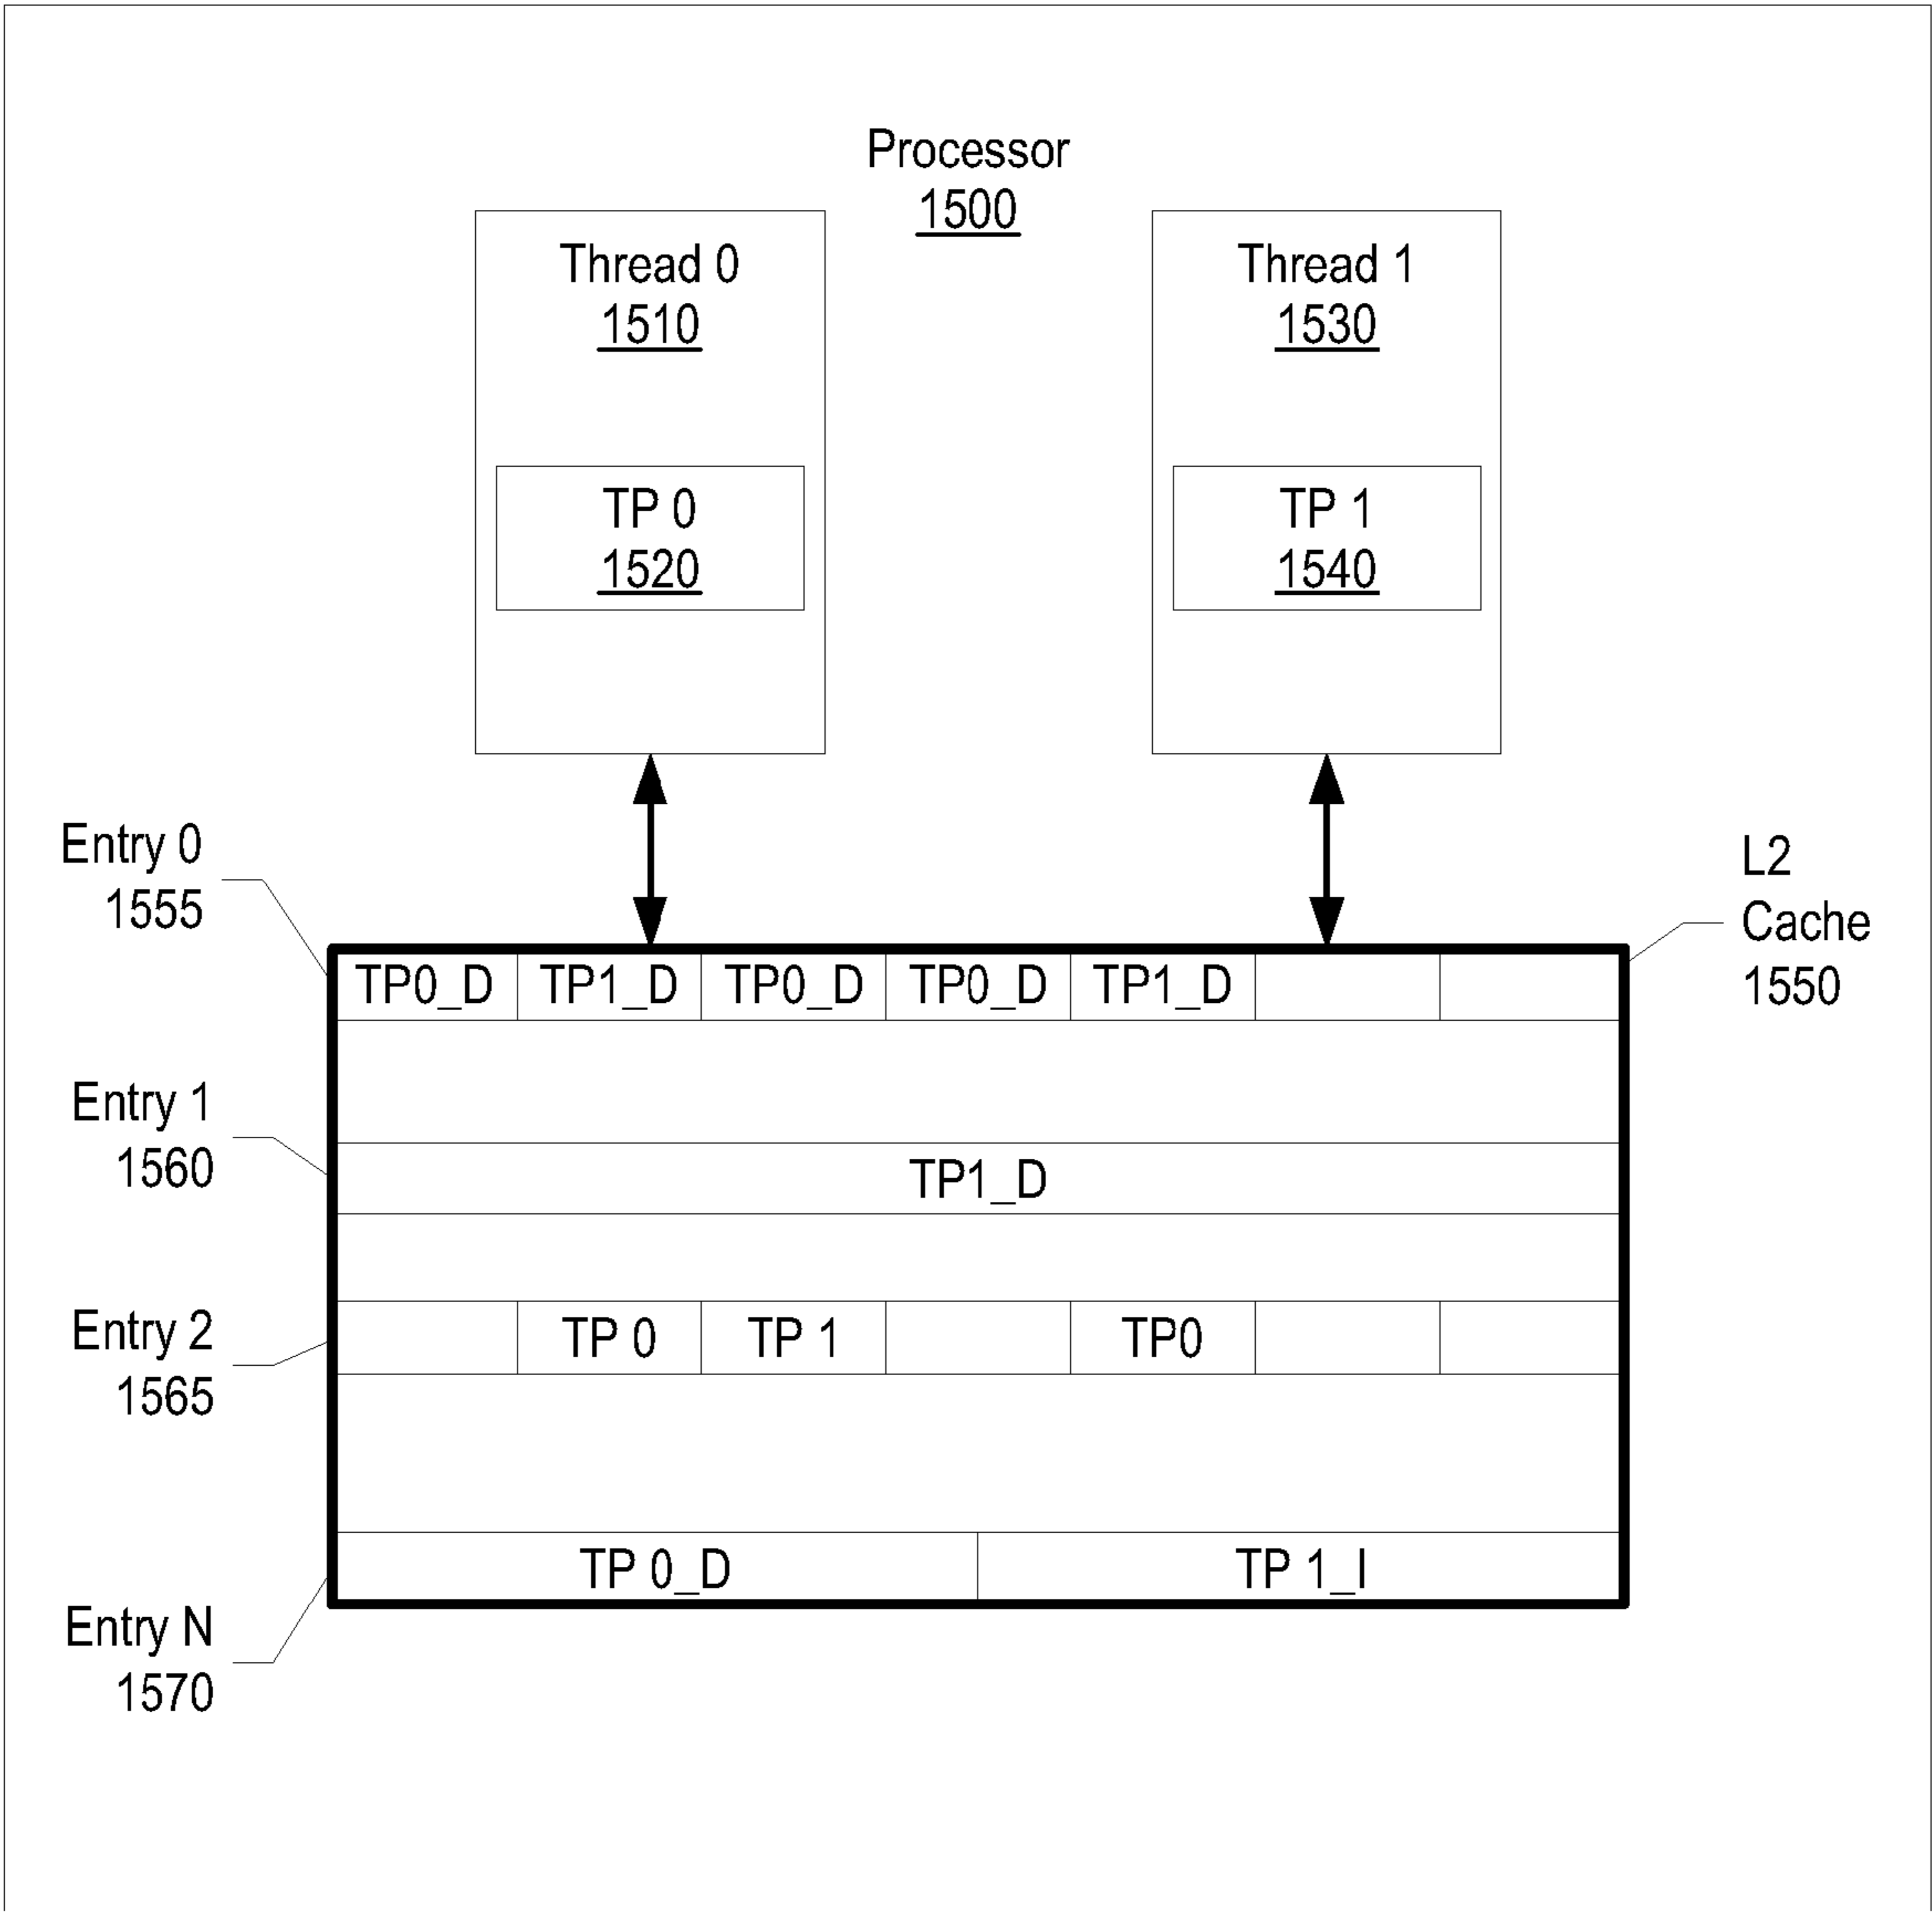 Processor
1500
Thread 0
1510
Thread 1
1530
TP 0
1520
TP 1
1540
Entry 0
1555
L2
Cache
1550
TP0_D TP1_D TP0_D TP0_D TP1_D
Entry 1
1560
TP1_D
Entry 2
1565
TP 0 TP 1 TP0
TP 0_D TP 1_I
Entry N
1570